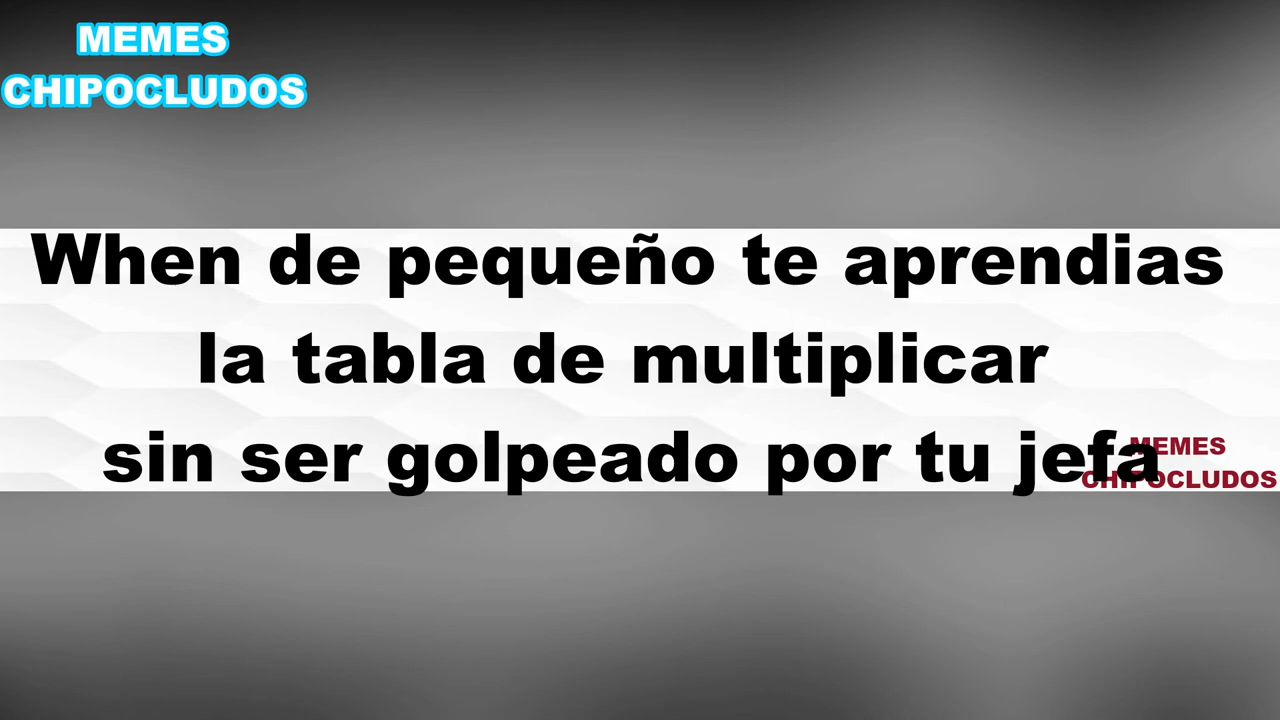 MEMES
CHIPOCLUDOS
When de pequeño te aprendias
la tabla de multiplicar
sin ser golpeado por tu jefa
MEMES
CHIPOCLUDOS